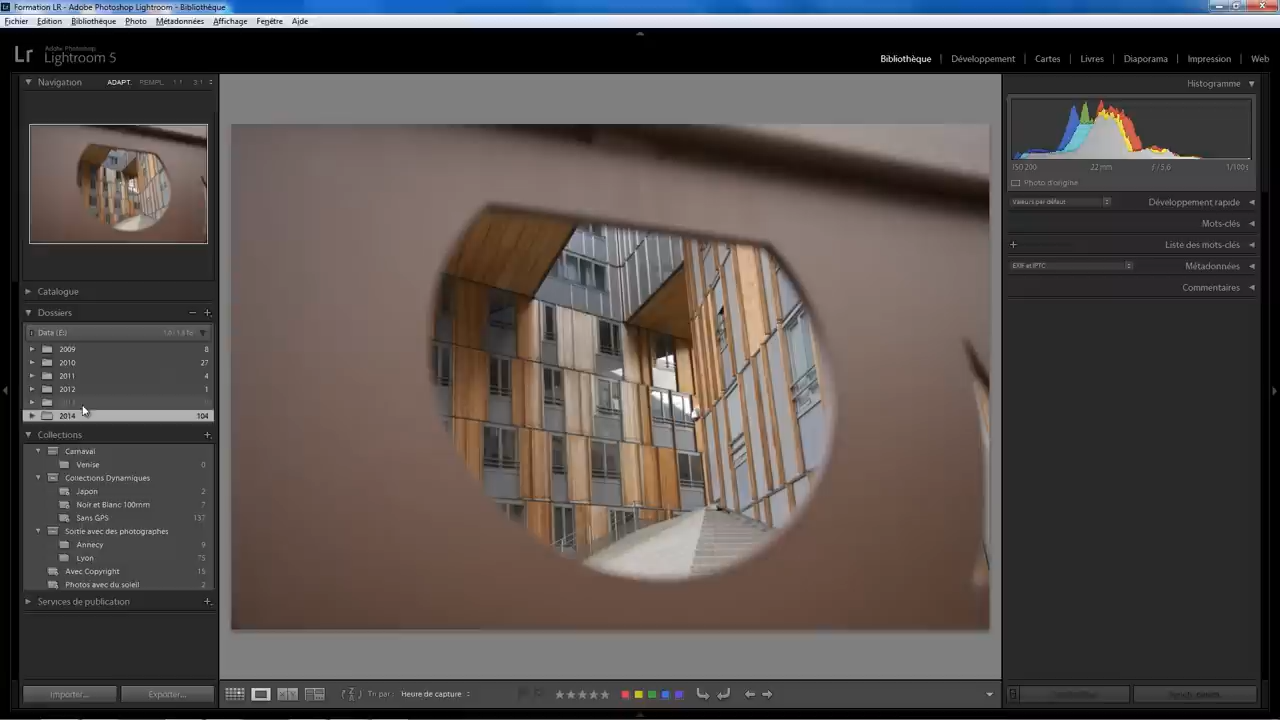 Formation LR - Adobe Photoshop Lightroom - Bibliothèque
Fichier Edition Bibliothèque Photo Métadonnées Affichage Fenêtre Aide
Lr Adobe Photoshop Lightroom 5
Bibliothèque | Développement | Cartes | Livres | Impression | Diaporama | Web
Navigation ADAPT. REMPL. 1:1 3:1
Histogramme
ISO 200 22 mm f / 5,6 1/100s
Photo d'origine
Valeurs par défaut Développement rapide
Mots-clés
+ Liste des mots-clés
EXIF et IPTC Métadonnées
Commentaires
Catalogue
Dossiers − +
Data (E:)
2009 8
2010 27
2011 4
2012 1
2014 104
Collections +
Carnaval
Venise 0
Collections Dynamiques
Japon 2
Noir et Blanc 100mm 7
Sans GPS 137
Sortie avec des photographes
Annecy 9
Lyon 75
Avec Copyright 15
Photos avec du soleil 2
Services de publication +
Importer... Exporter...
Tri par: Heure de capture